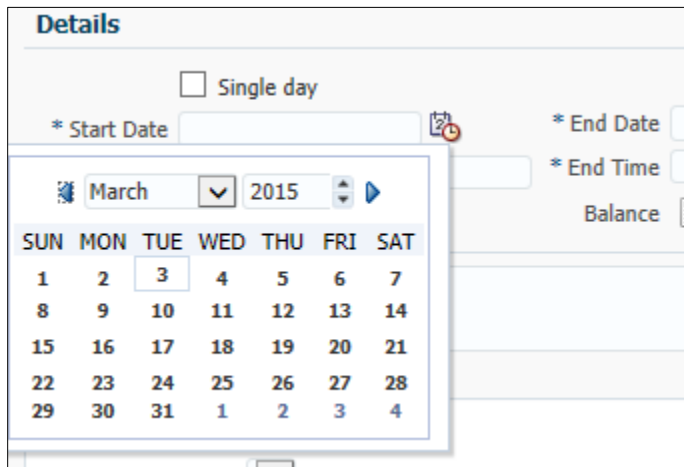 Details
Single day
* Start Date
* End Date
* End Time
Balance
March 2015
SUN MON TUE WED THU FRI SAT
1 2 3 4 5 6 7
8 9 10 11 12 13 14
15 16 17 18 19 20 21
22 23 24 25 26 27 28
29 30 31 1 2 3 4